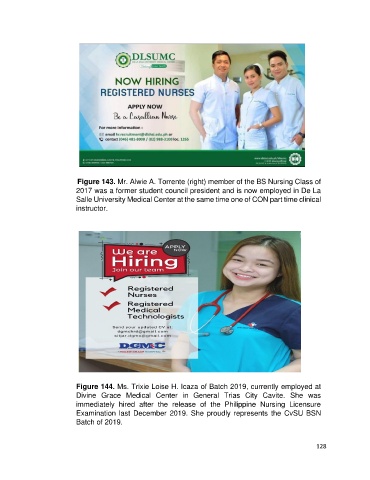 DLSUMC
NOW HIRING
REGISTERED NURSES
APPLY NOW
Be a Lasallian Nurse
For more information :
Figure 143. Mr. Alwie A. Torrente (right) member of the BS Nursing Class of
2017 was a former student council president and is now employed in De La
Salle University Medical Center at the same time one of CON part time clinical
instructor.
APPLY
NOW
We are
Hiring
Join our team
Registered
Nurses
Registered
Medical
Technologists
Send your updated CV at
DGMC
Figure 144. Ms. Trixie Loise H. Icaza of Batch 2019, currently employed at
Divine Grace Medical Center in General Trias City Cavite. She was
immediately hired after the release of the Philippine Nursing Licensure
Examination last December 2019. She proudly represents the CvSU BSN
Batch of 2019.
128